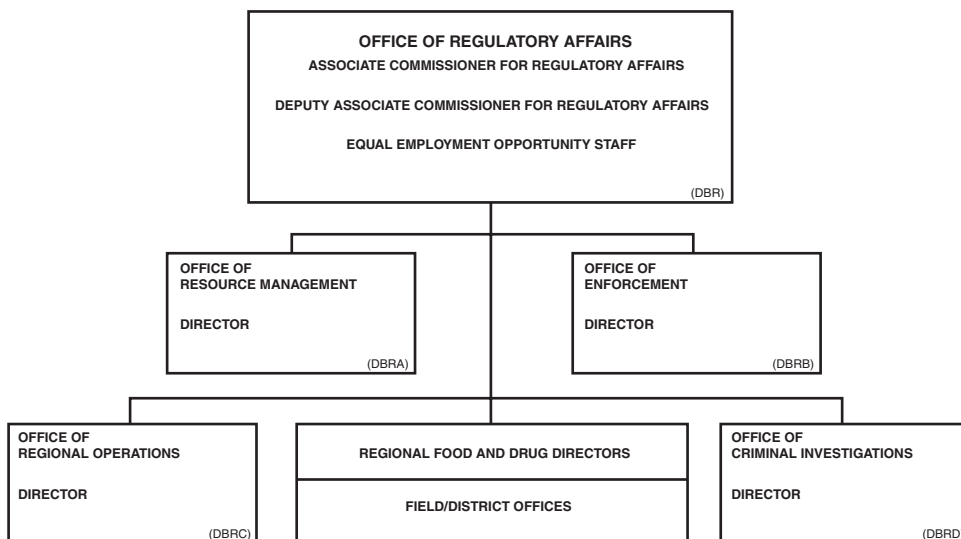 OFFICE OF REGULATORY AFFAIRS
ASSOCIATE COMMISSIONER FOR REGULATORY AFFAIRS
DEPUTY ASSOCIATE COMMISSIONER FOR REGULATORY AFFAIRS
EQUAL EMPLOYMENT OPPORTUNITY STAFF
(DBR)
OFFICE OF
RESOURCE MANAGEMENT
DIRECTOR
(DBRA)
OFFICE OF
ENFORCEMENT
DIRECTOR
(DBRB)
OFFICE OF
REGIONAL OPERATIONS
DIRECTOR
(DBRC)
REGIONAL FOOD AND DRUG DIRECTORS
FIELD/DISTRICT OFFICES
OFFICE OF
CRIMINAL INVESTIGATIONS
DIRECTOR
(DBRD